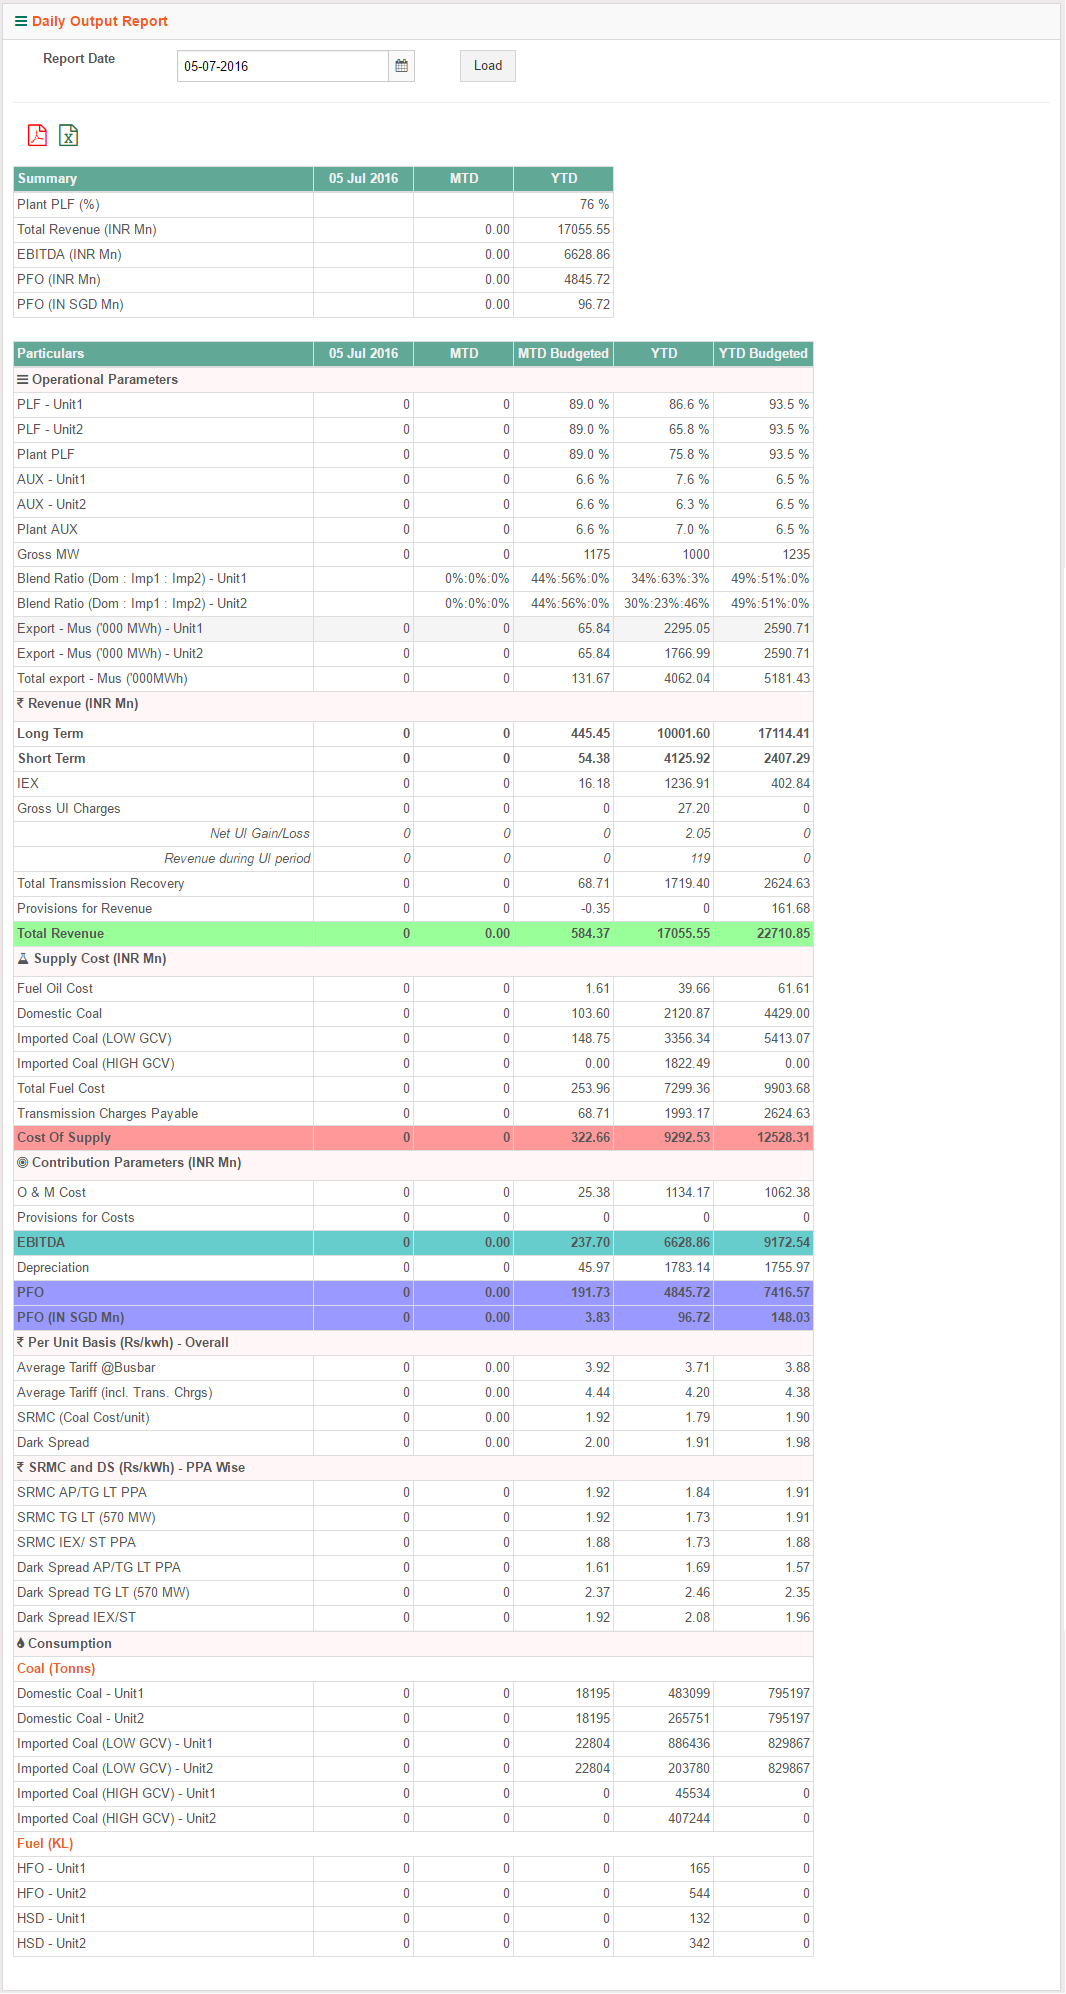 Daily Output Report
Report Date 05-07-2016 Load
Summary 05 Jul 2016 MTD YTD
Plant PLF (%) 76 %
Total Revenue (INR Mn) 0.00 17055.55
EBITDA (INR Mn) 0.00 6628.86
PFO (INR Mn) 0.00 4845.72
PFO (IN SGD Mn) 0.00 96.72
Particulars 05 Jul 2016 MTD MTD Budgeted YTD YTD Budgeted
Operational Parameters
PLF - Unit1 0 0 89.0 % 86.6 % 93.5 %
PLF - Unit2 0 0 89.0 % 65.8 % 93.5 %
Plant PLF 0 0 89.0 % 75.8 % 93.5 %
AUX - Unit1 0 0 6.6 % 7.6 % 6.5 %
AUX - Unit2 0 0 6.6 % 6.3 % 6.5 %
Plant AUX 0 0 6.6 % 7.0 % 6.5 %
Gross MW 0 0 1175 1000 1235
Blend Ratio (Dom : Imp1 : Imp2) - Unit1 0%:0%:0% 44%:56%:0% 34%:63%:3% 49%:51%:0%
Blend Ratio (Dom : Imp1 : Imp2) - Unit2 0%:0%:0% 44%:56%:0% 30%:23%:46% 49%:51%:0%
Export - Mus ('000 MWh) - Unit1 0 0 65.84 2295.05 2590.71
Export - Mus ('000 MWh) - Unit2 0 0 65.84 1766.99 2590.71
Total export - Mus ('000MWh) 0 0 131.67 4062.04 5181.43
₹ Revenue (INR Mn)
Long Term 0 0 445.45 10001.60 17114.41
Short Term 0 0 54.38 4125.92 2407.29
IEX 0 0 16.18 1236.91 402.84
Gross UI Charges 0 0 0 27.20 0
Net UI Gain/Loss 0 0 0 2.05 0
Revenue during UI period 0 0 0 119 0
Total Transmission Recovery 0 0 68.71 1719.40 2624.63
Provisions for Revenue 0 0 -0.35 0 161.68
Total Revenue 0 0.00 584.37 17055.55 22710.85
Supply Cost (INR Mn)
Fuel Oil Cost 0 0 1.61 39.66 61.61
Domestic Coal 0 0 103.60 2120.87 4429.00
Imported Coal (LOW GCV) 0 0 148.75 3356.34 5413.07
Imported Coal (HIGH GCV) 0 0 0.00 1822.49 0.00
Total Fuel Cost 0 0 253.96 7299.36 9903.68
Transmission Charges Payable 0 0 68.71 1993.17 2624.63
Cost Of Supply 0 0 322.66 9292.53 12528.31
Contribution Parameters (INR Mn)
O & M Cost 0 0 25.38 1134.17 1062.38
Provisions for Costs 0 0 0 0 0
EBITDA 0 0.00 237.70 6628.86 9172.54
Depreciation 0 0 45.97 1783.14 1755.97
PFO 0 0.00 191.73 4845.72 7416.57
PFO (IN SGD Mn) 0 0.00 3.83 96.72 148.03
₹ Per Unit Basis (Rs/kwh) - Overall
Average Tariff @Busbar 0 0.00 3.92 3.71 3.88
Average Tariff (incl. Trans. Chrgs) 0 0.00 4.44 4.20 4.38
SRMC (Coal Cost/unit) 0 0.00 1.92 1.79 1.90
Dark Spread 0 0.00 2.00 1.91 1.98
₹ SRMC and DS (Rs/kWh) - PPA Wise
SRMC AP/TG LT PPA 0 0 1.92 1.84 1.91
SRMC TG LT (570 MW) 0 0 1.92 1.73 1.91
SRMC IEX/ ST PPA 0 0 1.88 1.73 1.88
Dark Spread AP/TG LT PPA 0 0 1.61 1.69 1.57
Dark Spread TG LT (570 MW) 0 0 2.37 2.46 2.35
Dark Spread IEX/ST 0 0 1.92 2.08 1.96
Consumption
Coal (Tonns)
Domestic Coal - Unit1 0 0 18195 483099 795197
Domestic Coal - Unit2 0 0 18195 265751 795197
Imported Coal (LOW GCV) - Unit1 0 0 22804 886436 829867
Imported Coal (LOW GCV) - Unit2 0 0 22804 203780 829867
Imported Coal (HIGH GCV) - Unit1 0 0 0 45534 0
Imported Coal (HIGH GCV) - Unit2 0 0 0 407244 0
Fuel (KL)
HFO - Unit1 0 0 0 165 0
HFO - Unit2 0 0 0 544 0
HSD - Unit1 0 0 0 132 0
HSD - Unit2 0 0 0 342 0